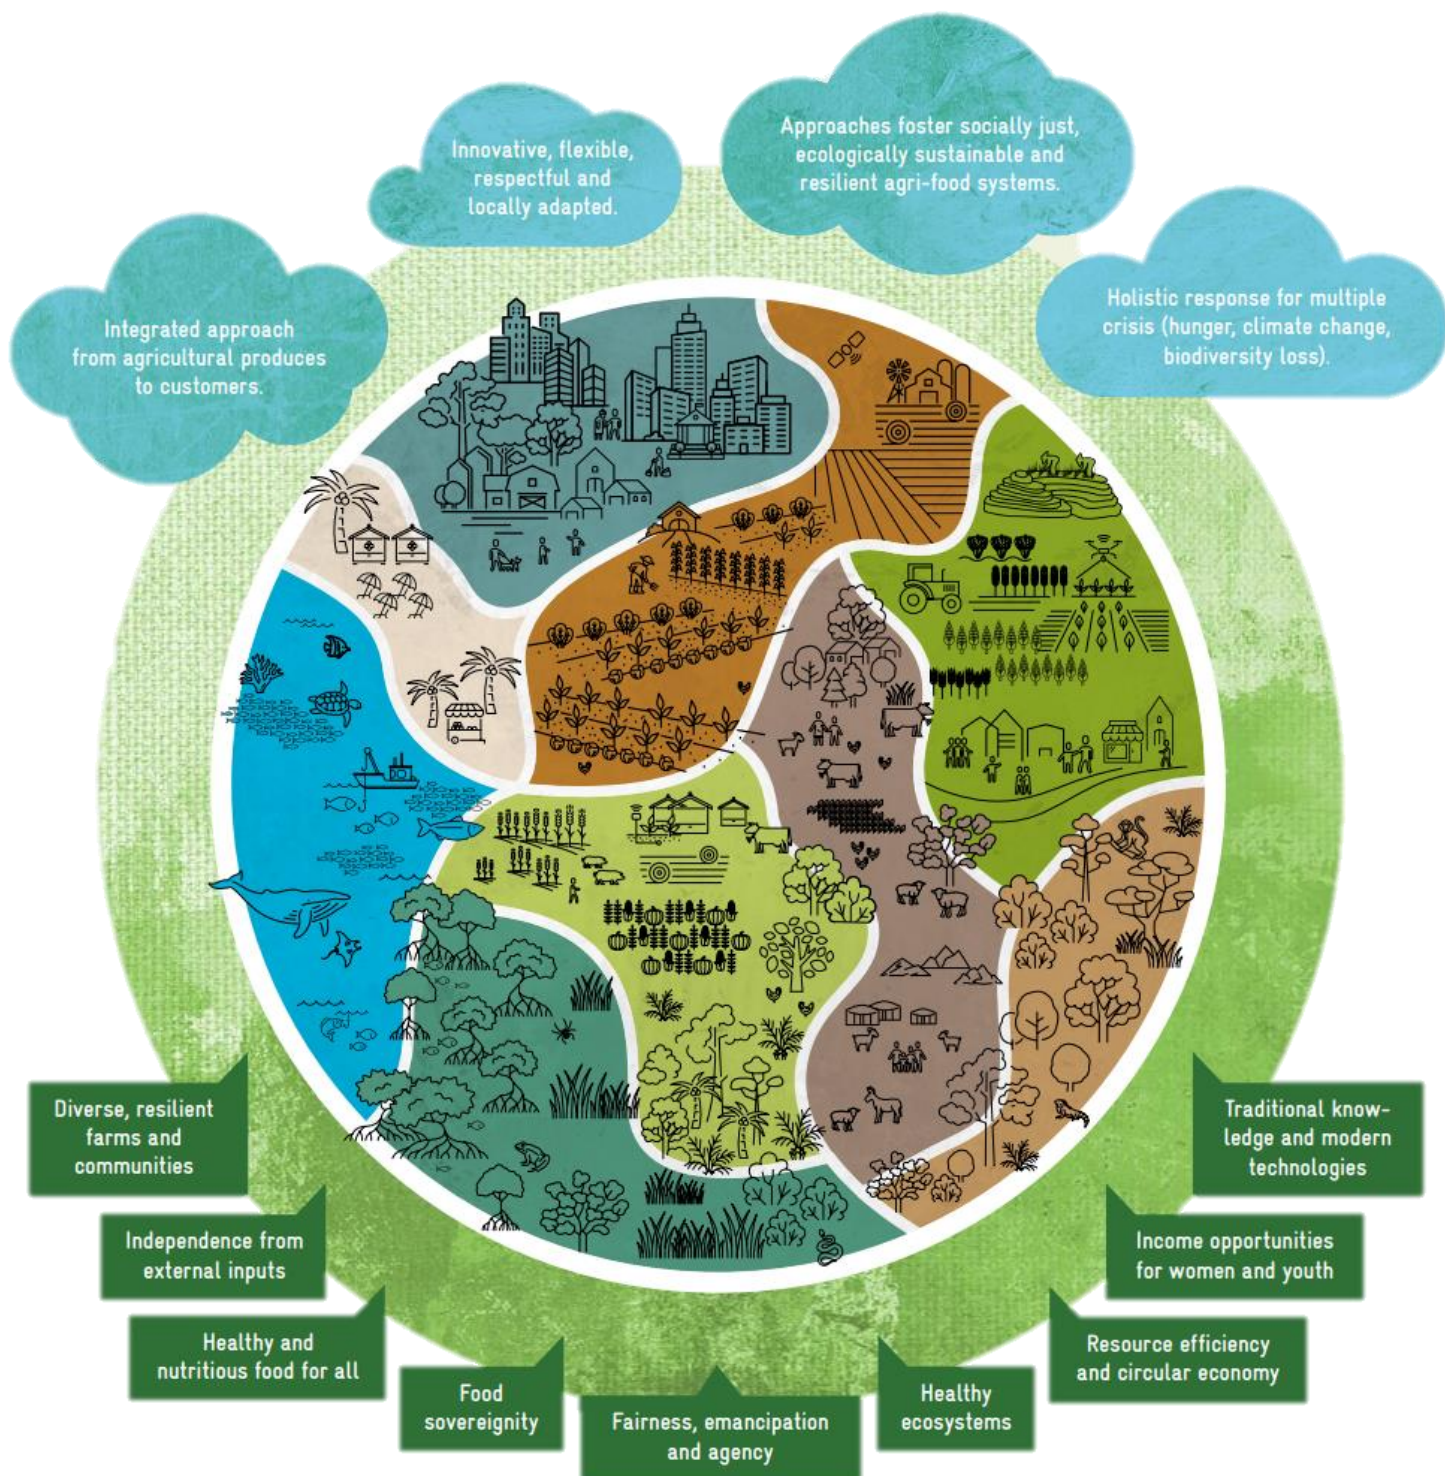 Approaches foster socially just,
ecologically sustainable and
resilient agri-food systems.
Innovative, flexible,
respectful and
locally adapted.
Holistic response for multiple
crisis (hunger, climate change,
biodiversity loss).
Integrated approach
from agricultural produces
to customers.
Diverse, resilient
farms and
communities
Independence from
external inputs
Healthy and
nutritious food for all
Food
sovereignity
Fairness, emancipation
and agency
Healthy
ecosystems
Resource efficiency
and circular economy
Income opportunities
for women and youth
Traditional know-
ledge and modern
technologies